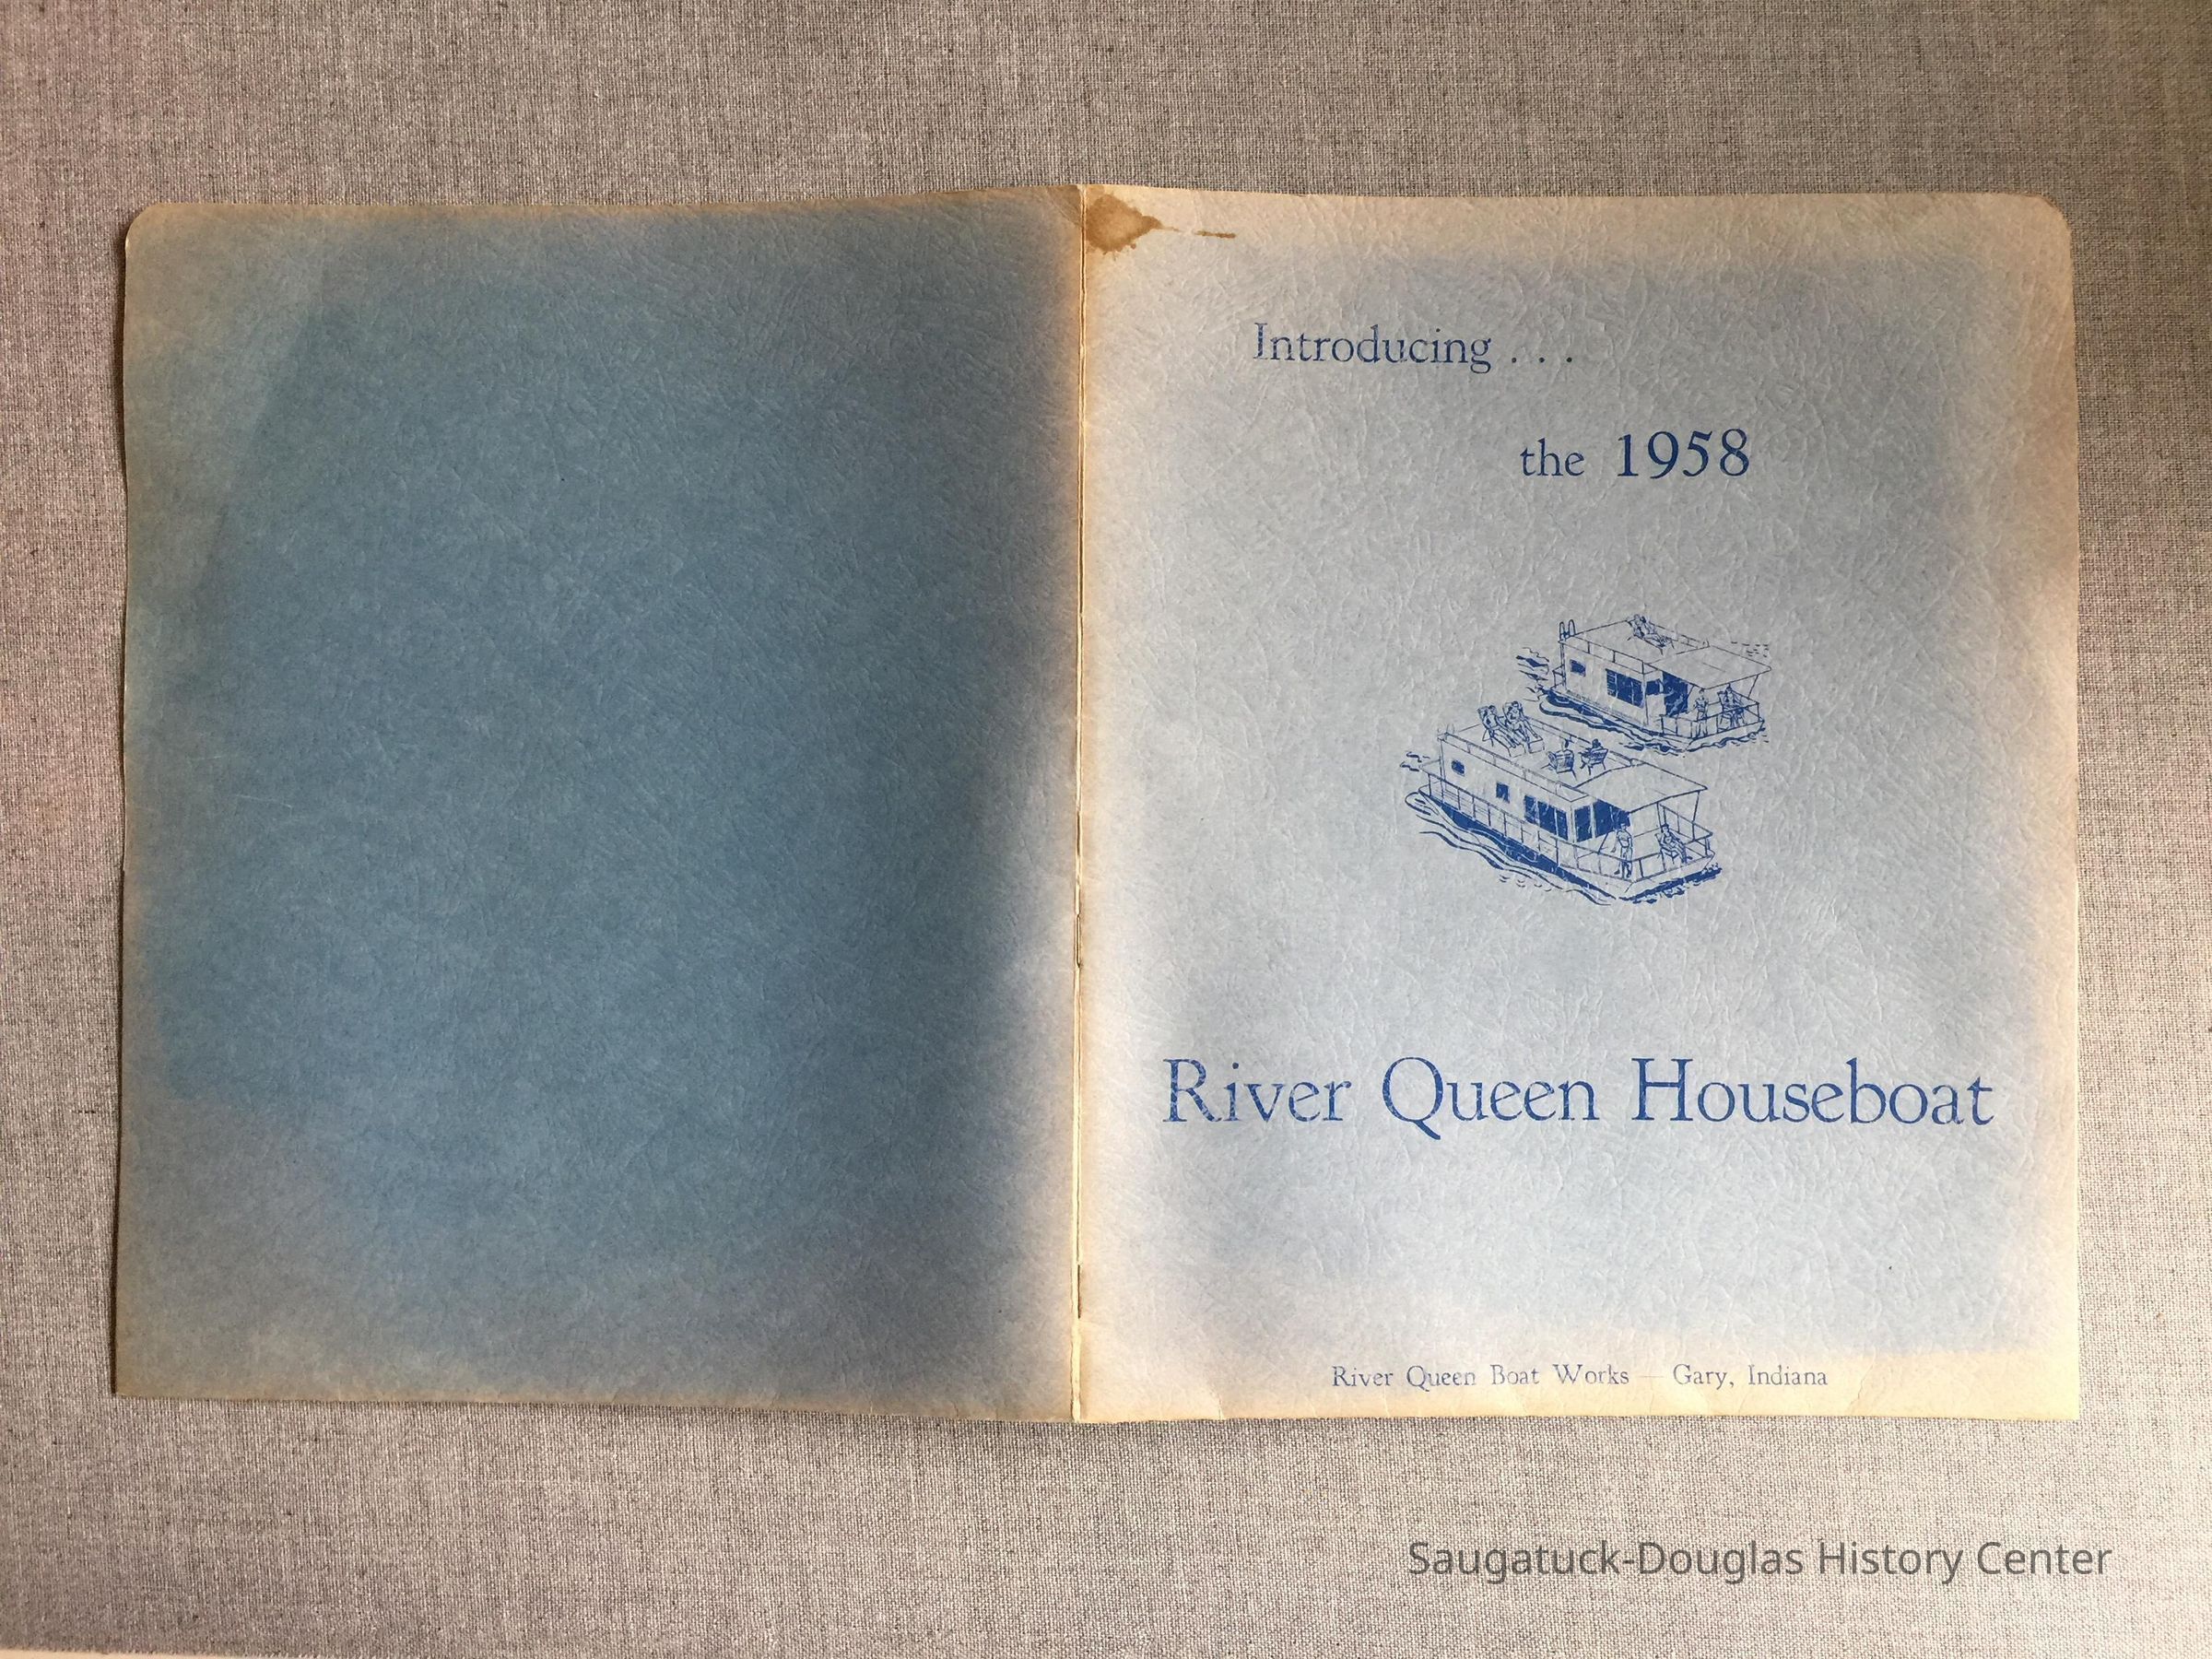 Introducing . . .
the 1958
River Queen Houseboat
River Queen Boat Works — Gary, Indiana
Saugatuck-Douglas History Center